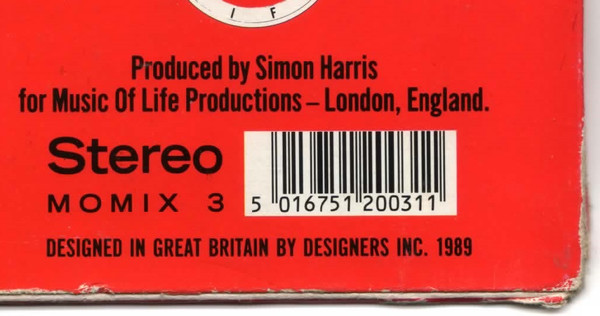 I F
Produced by Simon Harris
for Music Of Life Productions – London, England.
Stereo
MOMIX 3
5 016751 200311
DESIGNED IN GREAT BRITAIN BY DESIGNERS INC. 1989